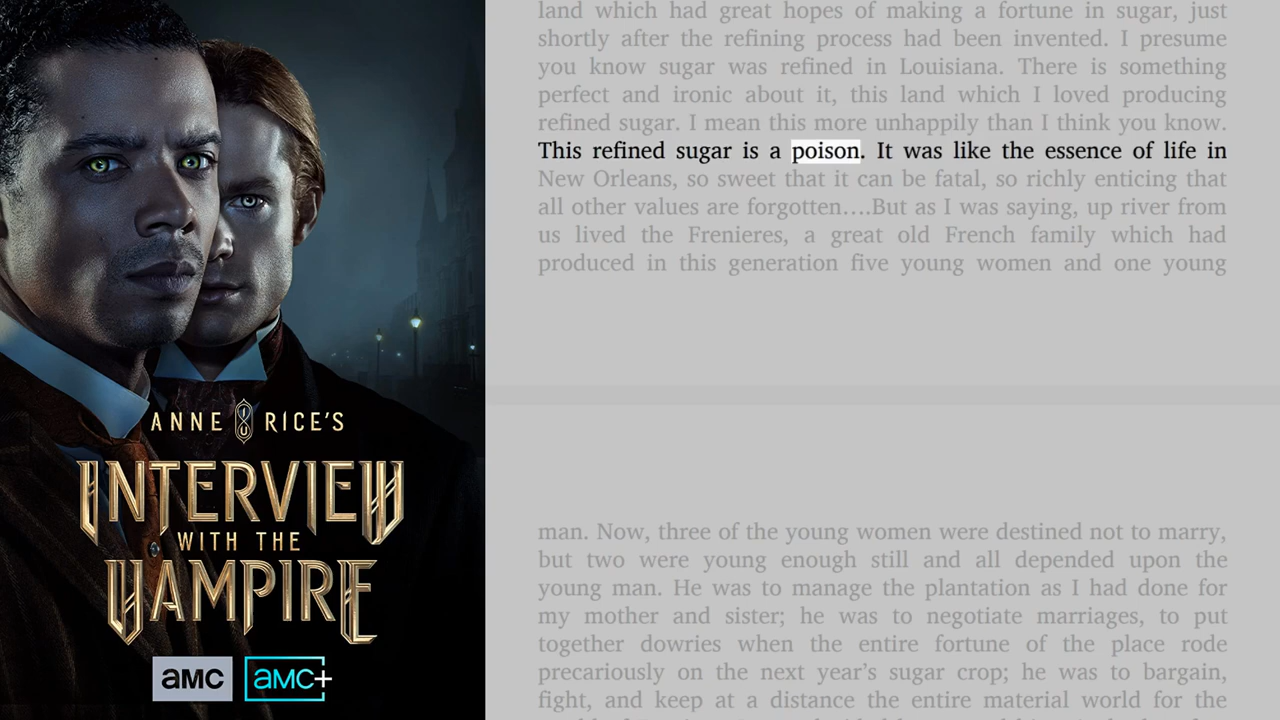 ANNE RICE'S
INTERVIEW
WITH THE
VAMPIRE
amc
amc+
land which had great hopes of making a fortune in sugar, just
shortly after the refining process had been invented. I presume
you know sugar was refined in Louisiana. There is something
perfect and ironic about it, this land which I loved producing
refined sugar. I mean this more unhappily than I think you know.
This refined sugar is a poison. It was like the essence of life in
New Orleans, so sweet that it can be fatal, so richly enticing that
all other values are forgotten....But as I was saying, up river from
us lived the Frenieres, a great old French family which had
produced in this generation five young women and one young
man. Now, three of the young women were destined not to marry,
but two were young enough still and all depended upon the
young man. He was to manage the plantation as I had done for
my mother and sister; he was to negotiate marriages, to put
together dowries when the entire fortune of the place rode
precariously on the next year's sugar crop; he was to bargain,
fight, and keep at a distance the entire material world for the